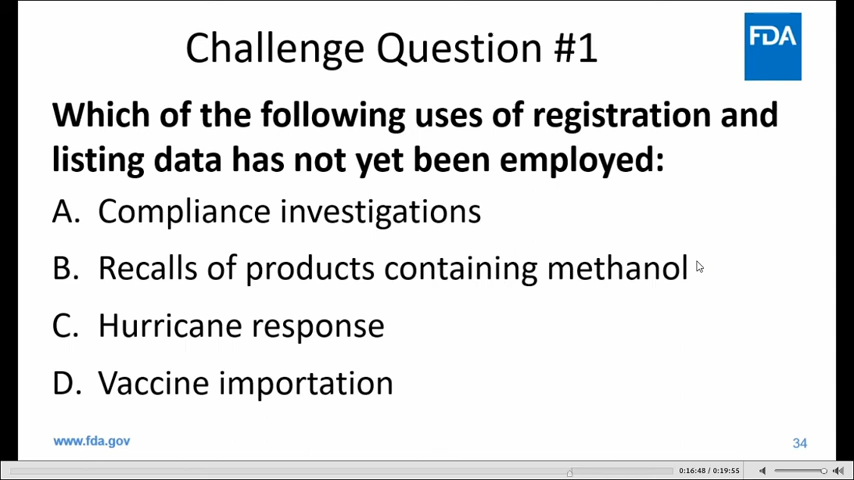 Challenge Question #1
FDA
Which of the following uses of registration and
listing data has not yet been employed:
A. Compliance investigations
B. Recalls of products containing methanol
C. Hurricane response
D. Vaccine importation
www.fda.gov
34
0:16:48 / 0:19:55